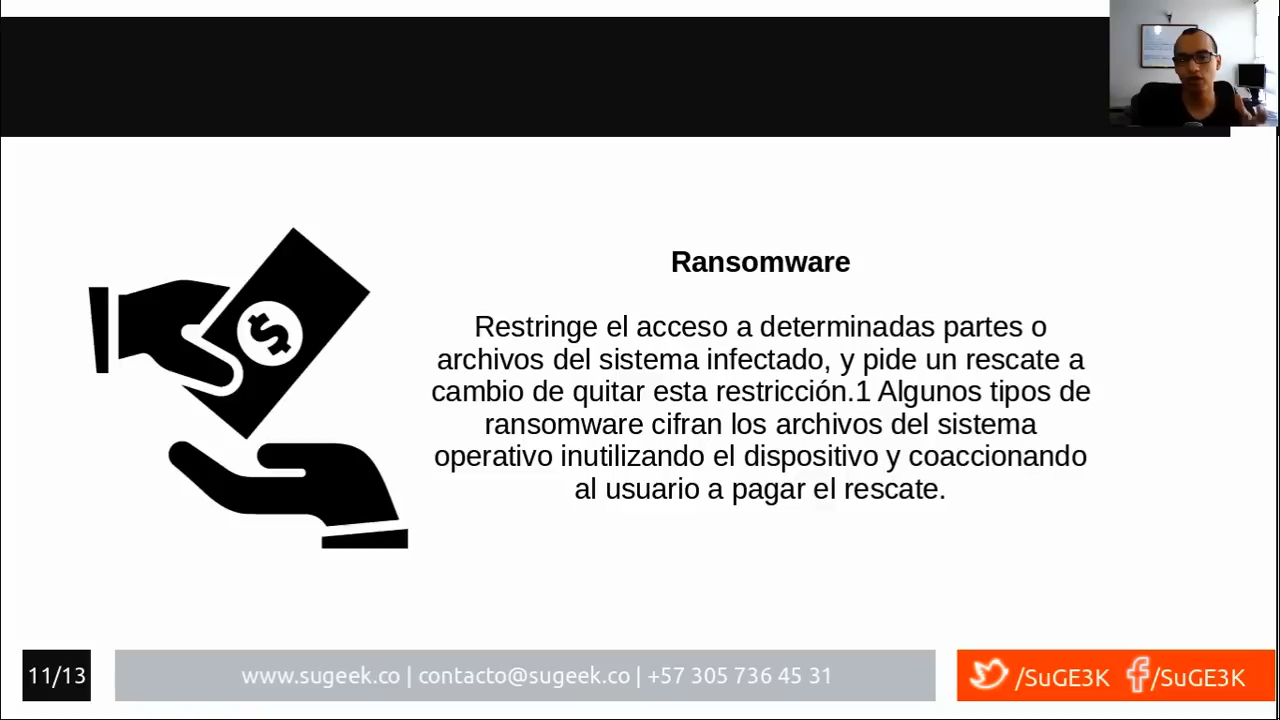 Ransomware
Restringe el acceso a determinadas partes o
archivos del sistema infectado, y pide un rescate a
cambio de quitar esta restricción.1 Algunos tipos de
ransomware cifran los archivos del sistema
operativo inutilizando el dispositivo y coaccionando
al usuario a pagar el rescate.
$
11/13
www.sugeek.co | contacto@sugeek.co | +57 305 736 45 31
/SuGE3K
/SuGE3K